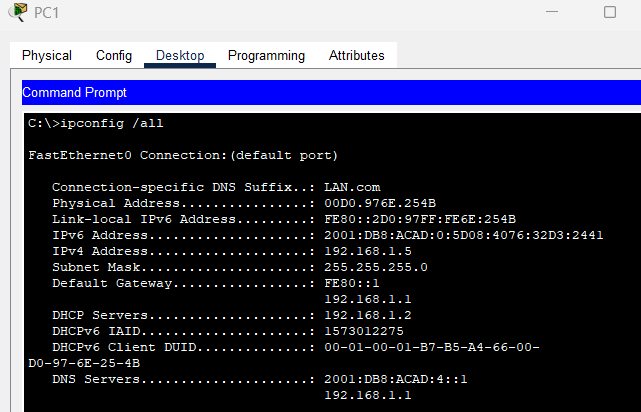 PC1
Physical Config Desktop Programming Attributes
Command Prompt
C:\>ipconfig /all
FastEthernet0 Connection:(default port)
Connection-specific DNS Suffix..: LAN.com
Physical Address................: 00D0.976E.254B
Link-local IPv6 Address.........: FE80::2D0:97FF:FE6E:254B
IPv6 Address....................: 2001:DB8:ACAD:0:5D08:4076:32D3:2441
IPv4 Address....................: 192.168.1.5
Subnet Mask.....................: 255.255.255.0
Default Gateway.................: FE80::1
192.168.1.1
DHCP Servers....................: 192.168.1.2
DHCPv6 IAID.....................: 1573012275
DHCPv6 Client DUID..............: 00-01-00-01-B7-B5-A4-66-00-
D0-97-6E-25-4B
DNS Servers.....................: 2001:DB8:ACAD:4::1
192.168.1.1